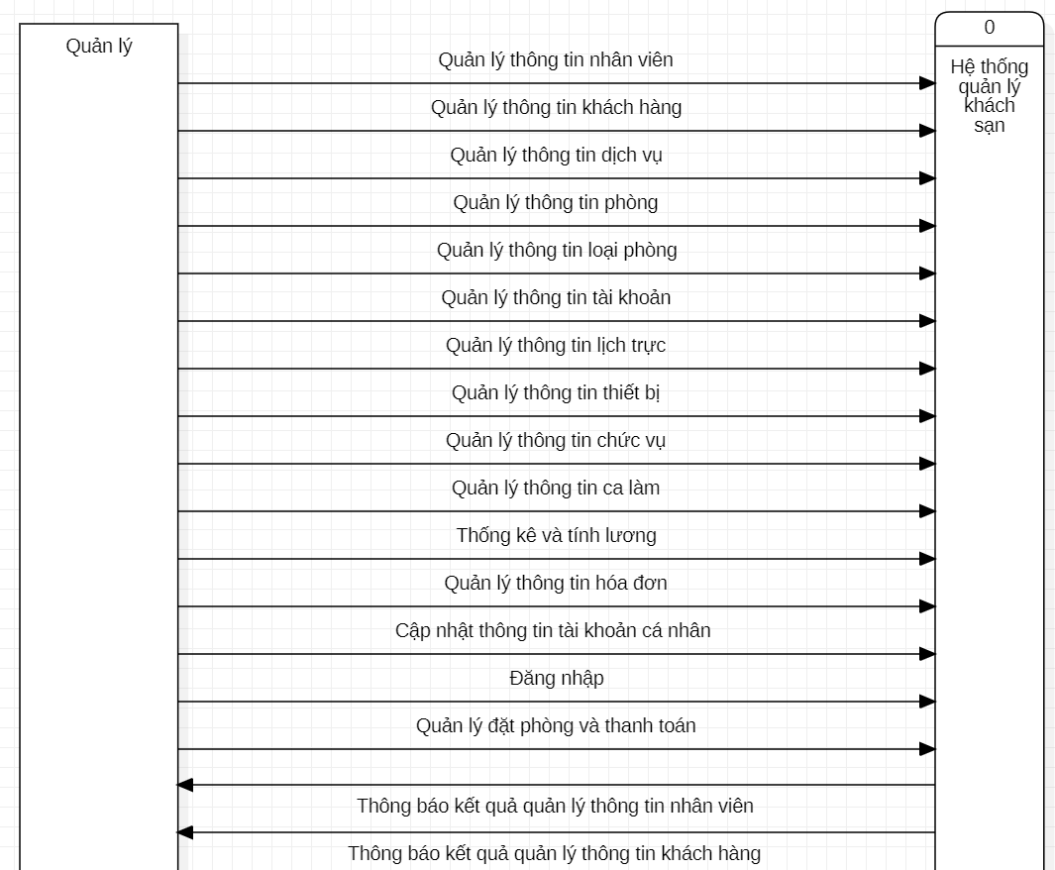 Quản lý
0
Hệ thống
quản lý
khách
sạn
Quản lý thông tin nhân viên
Quản lý thông tin khách hàng
Quản lý thông tin dịch vụ
Quản lý thông tin phòng
Quản lý thông tin loại phòng
Quản lý thông tin tài khoản
Quản lý thông tin lịch trực
Quản lý thông tin thiết bị
Quản lý thông tin chức vụ
Quản lý thông tin ca làm
Thống kê và tính lương
Quản lý thông tin hóa đơn
Cập nhật thông tin tài khoản cá nhân
Đăng nhập
Quản lý đặt phòng và thanh toán
Thông báo kết quả quản lý thông tin nhân viên
Thông báo kết quả quản lý thông tin khách hàng